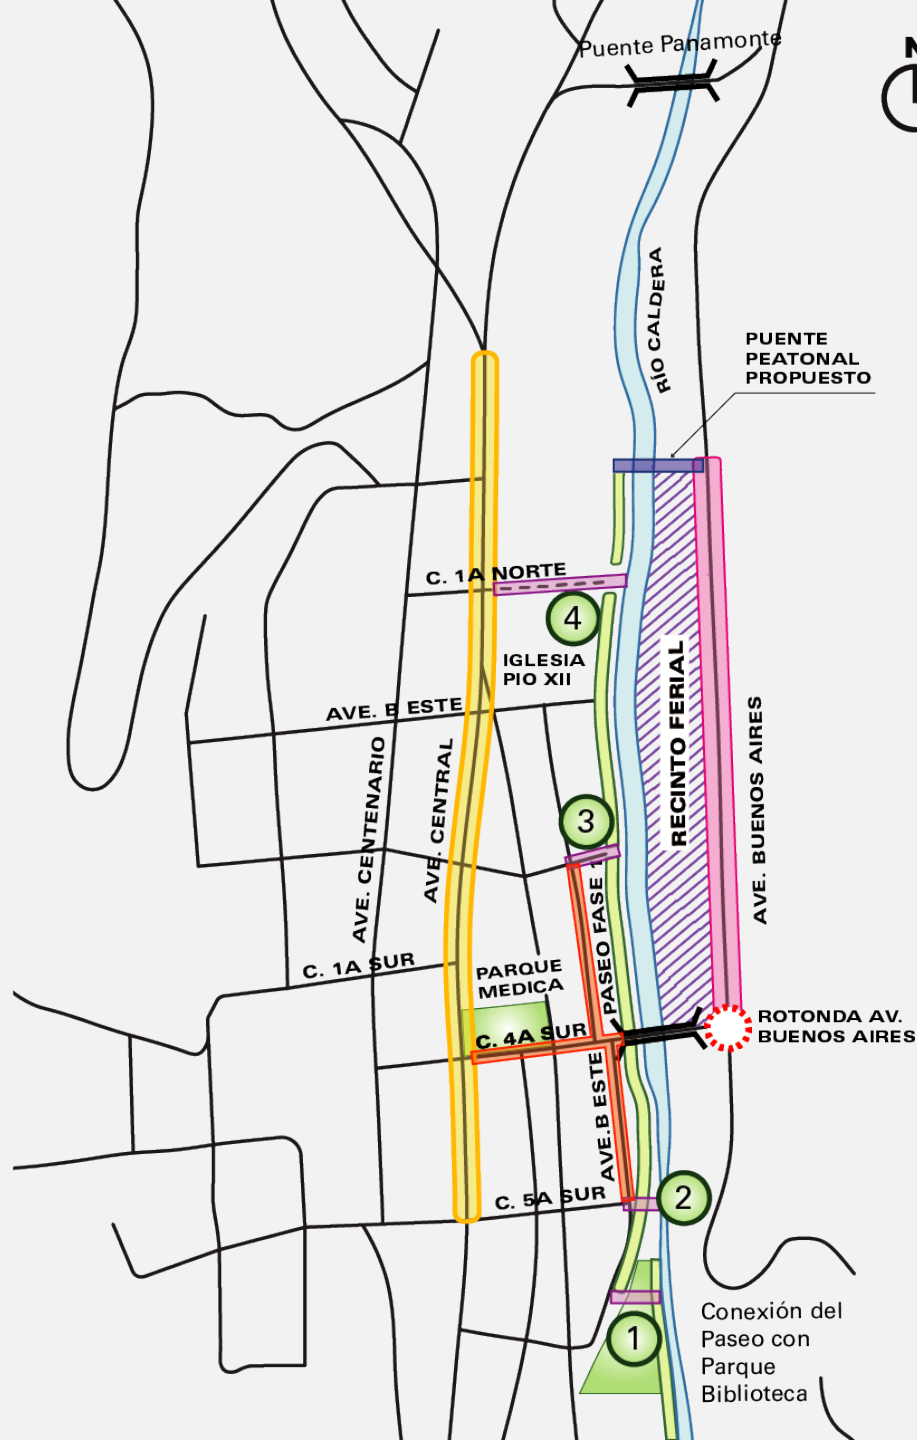 Puente Panamonte
N
RÍO CALDERA
PUENTE
PEATONAL
PROPUESTO
C. 1A NORTE
4
IGLESIA
PIO XII
AVE. B ESTE
RECINTO FERIAL
AVE. BUENOS AIRES
AVE. CENTENARIO
AVE. CENTRAL
3
PASEO FASE 1
C. 1A SUR
PARQUE
MEDICA
C. 4A SUR
ROTONDA AV.
BUENOS AIRES
AVE.B ESTE
C. 5A SUR
2
1
Conexión del
Paseo con
Parque
Biblioteca